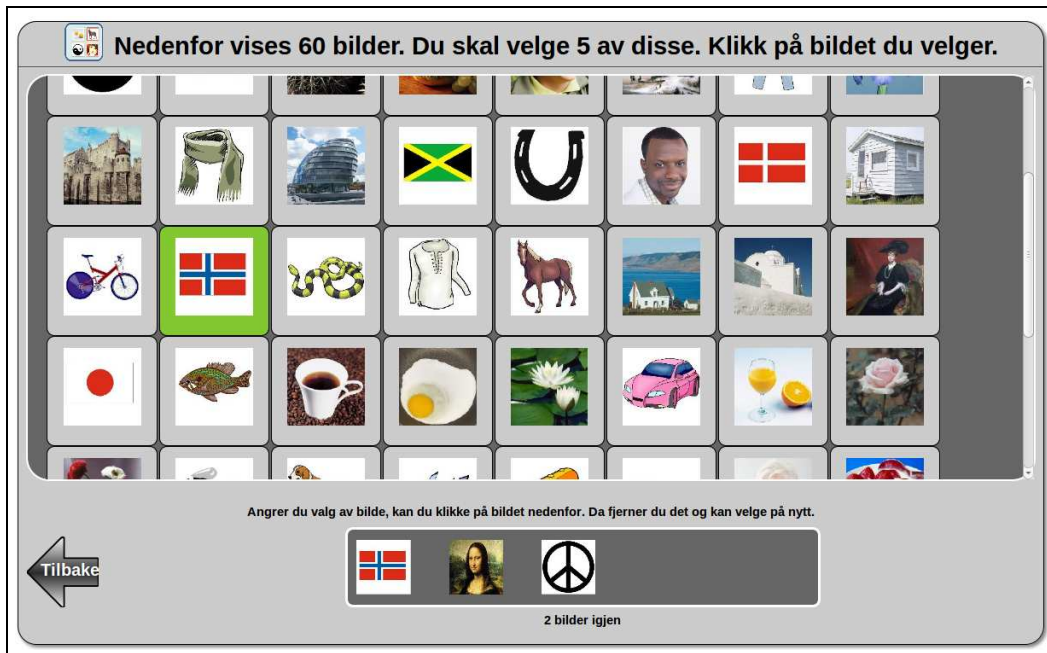 Nedenfor vises 60 bilder. Du skal velge 5 av disse. Klikk på bildet du velger.
Angrer du valg av bilde, kan du klikke på bildet nedenfor. Da fjerner du det og kan velge på nytt.
Tilbake
2 bilder igjen